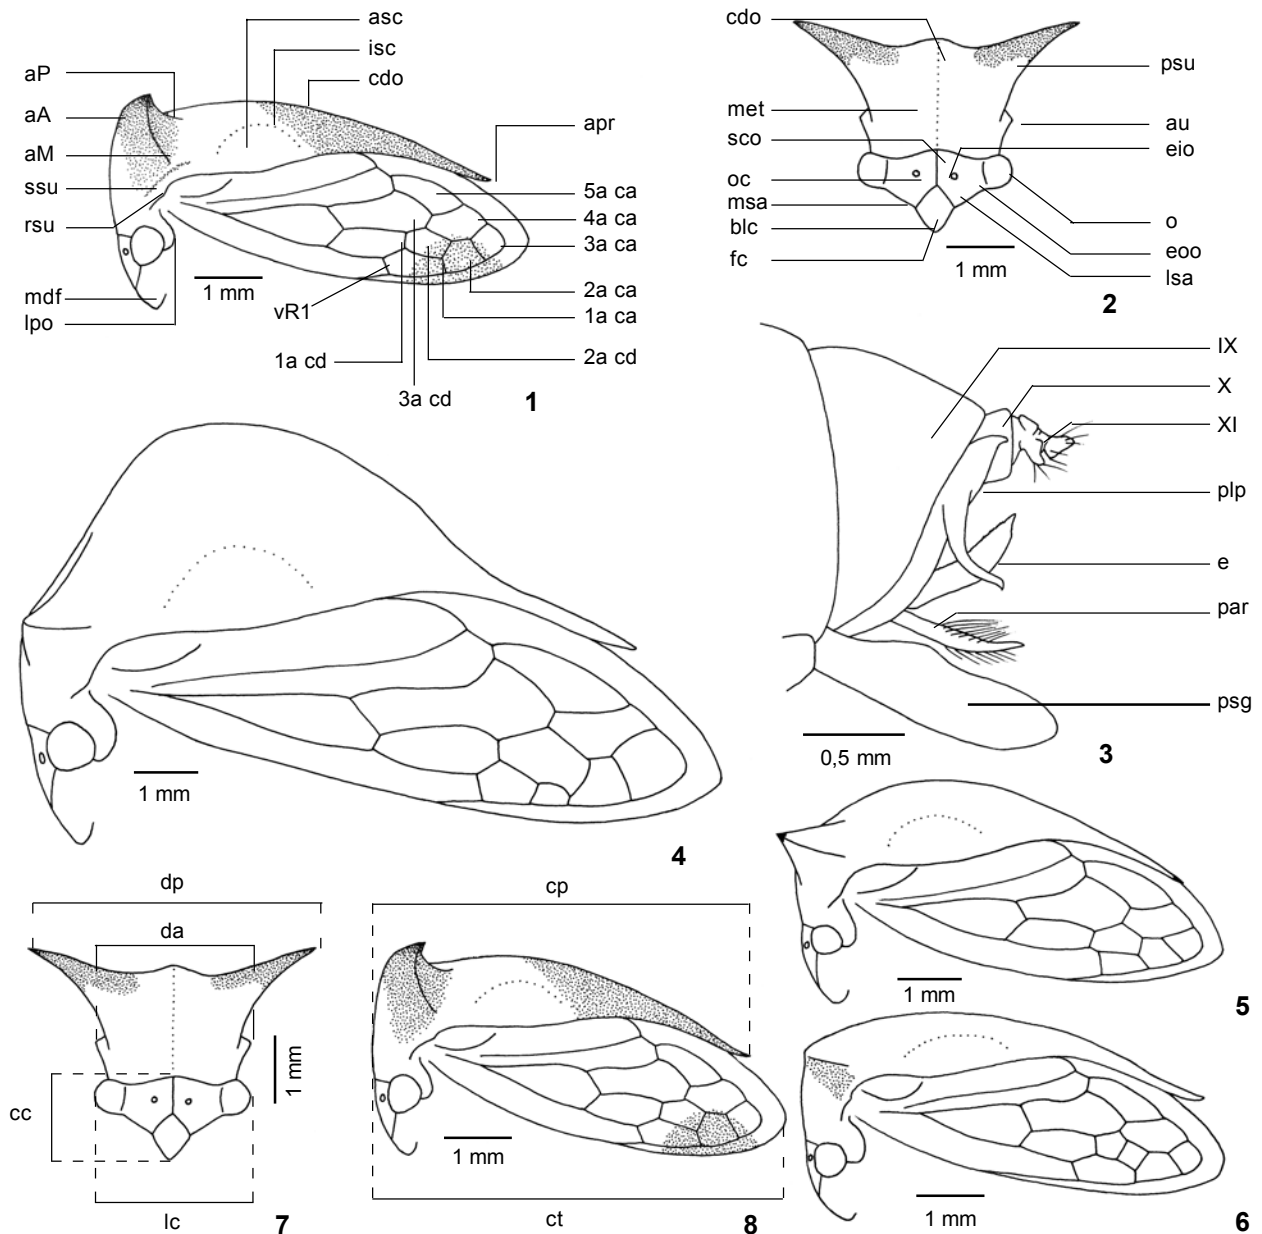 asc
isc
cdo
aP
aA
aM
ssu
rsu
mdf
lpo
apr
5a ca
4a ca
3a ca
2a ca
1a ca
2a cd
vR1
1a cd
3a cd
1 mm
1
cdo
met
sco
oc
msa
blc
fc
psu
au
eio
o
eoo
lsa
1 mm
2
IX
X
XI
plp
e
par
psg
0,5 mm
3
1 mm
4
1 mm
5
1 mm
6
dp
da
cc
1 mm
lc
7
cp
1 mm
ct
8